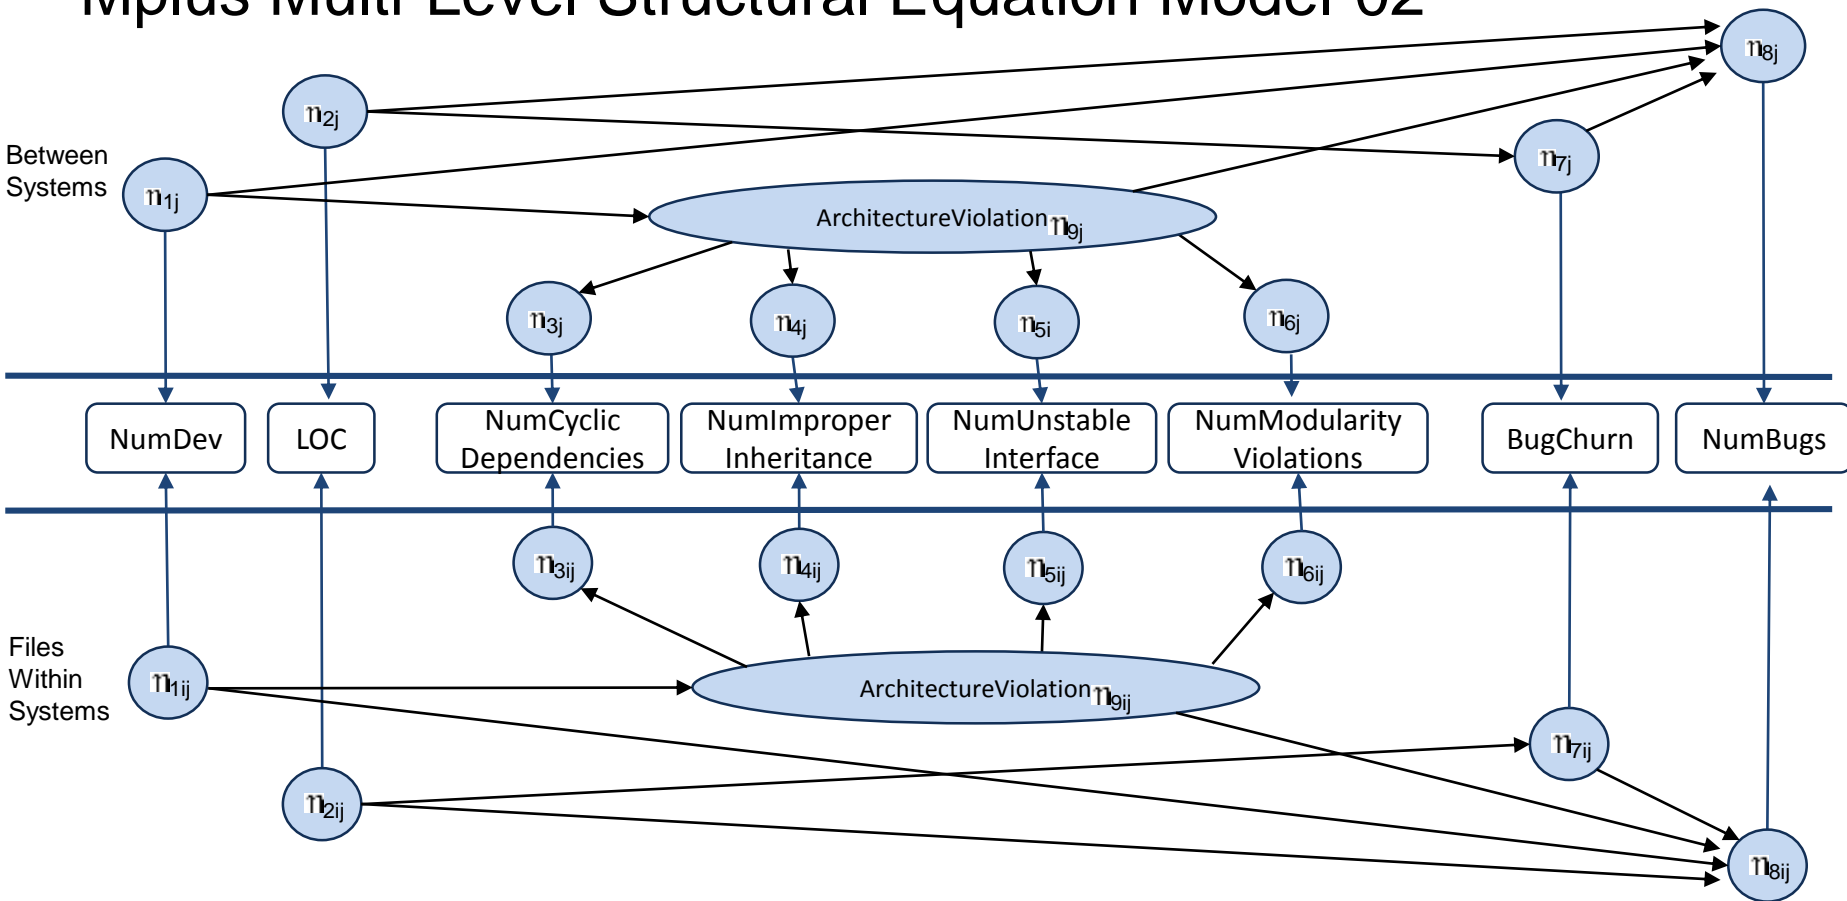 Mplus Multi-Level Structural Equation Model 02
η8j
η2j
Between
Systems
η7j
η1j
ArchitectureViolation η9j
η3j
η4j
η5i
η6j
NumDev
LOC
NumCyclic
Dependencies
NumImproper
Inheritance
NumUnstable
Interface
NumModularity
Violations
BugChurn
NumBugs
η3ij
η4ij
η5ij
η6ij
Files
Within
Systems
η1ij
ArchitectureViolation η9ij
η7ij
η2ij
η8ij